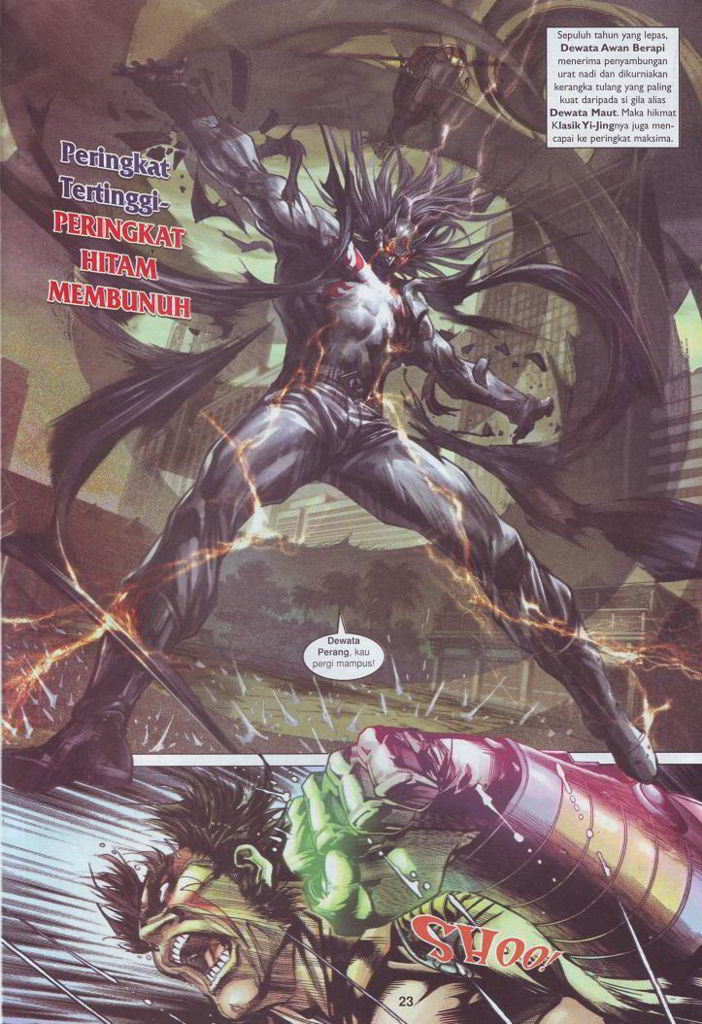 Sepuluh tahun yang lepas,
Dewata Awan Berapi
menerima penyambungan
urat nadi dan dikurniakan
kerangka tulang yang paling
kuat daripada si gila alias
Dewata Maut. Maka hikmat
Klasik Yi-Jingnya juga men-
capai ke peringkat maksima.
Peringkat
Tertinggi-
PERINGKAT
HITAM
MEMBUNUH
Dewata
Perang, kau
pergi mampus!
SHOO!
23